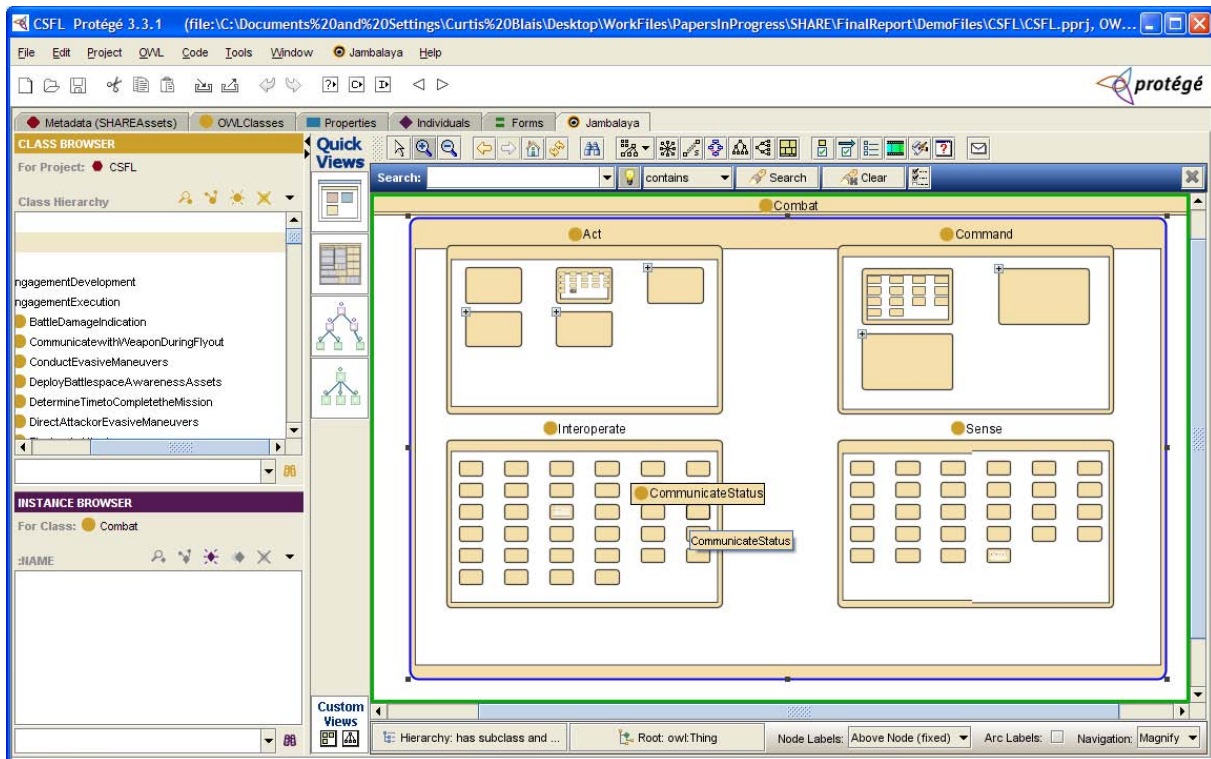 CSFL Protégé 3.3.1 (file:\C:\Documents%20and%20Settings\Curtis%20Blais\Desktop\WorkFiles\PapersInProgress\SHARE\FinalReport\DemoFiles\CSFL\CSFL.pprj, OW...
File Edit Project OWL Code Tools Window Jambalaya Help
protégé
Metadata (SHAREAssets) OWLClasses Properties Individuals Forms Jambalaya
CLASS BROWSER
For Project: CSFL
Class Hierarchy
ngagementDevelopment
ngagementExecution
BattleDamageIndication
CommunicatewithWeaponDuringFlyout
ConductEvasiveManeuvers
DeployBattlespaceAwarenessAssets
DetermineTimetoCompletetheMission
DirectAttackorEvasiveManeuvers
INSTANCE BROWSER
For Class: Combat
:NAME
Quick
Views
Custom
Views
Search: contains Search Clear
Combat
Act Command
Interoperate Sense
CommunicateStatus
CommunicateStatus
Hierarchy: has subclass and ... Root: owl:Thing Node Labels: Above Node (fixed) Arc Labels: Navigation: Magnify